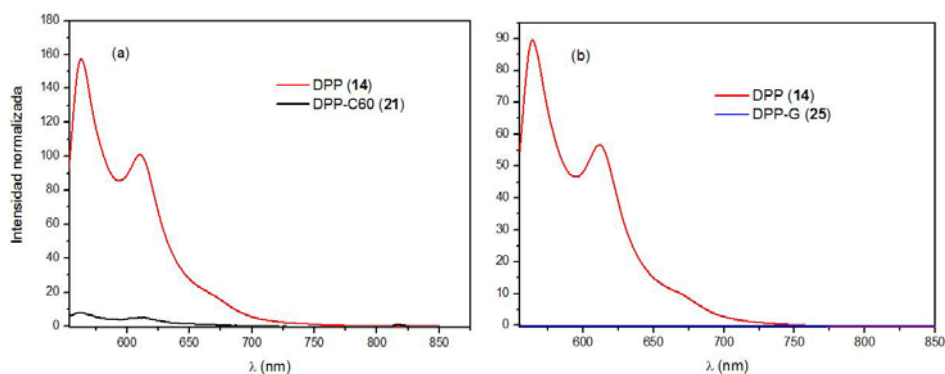 (a)
DPP (14)
DPP-C60 (21)
Intensidad normalizada
180
160
140
120
100
80
60
40
20
0
600 650 700 750 800 850
λ (nm)
(b)
DPP (14)
DPP-G (25)
90
80
70
60
50
40
30
20
10
0
600 650 700 750 800 850
λ (nm)